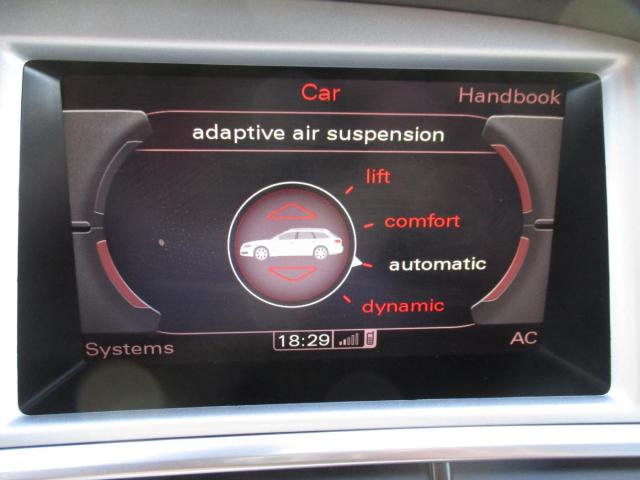 Car
Handbook
adaptive air suspension
lift
comfort
automatic
dynamic
18:29
Systems
AC